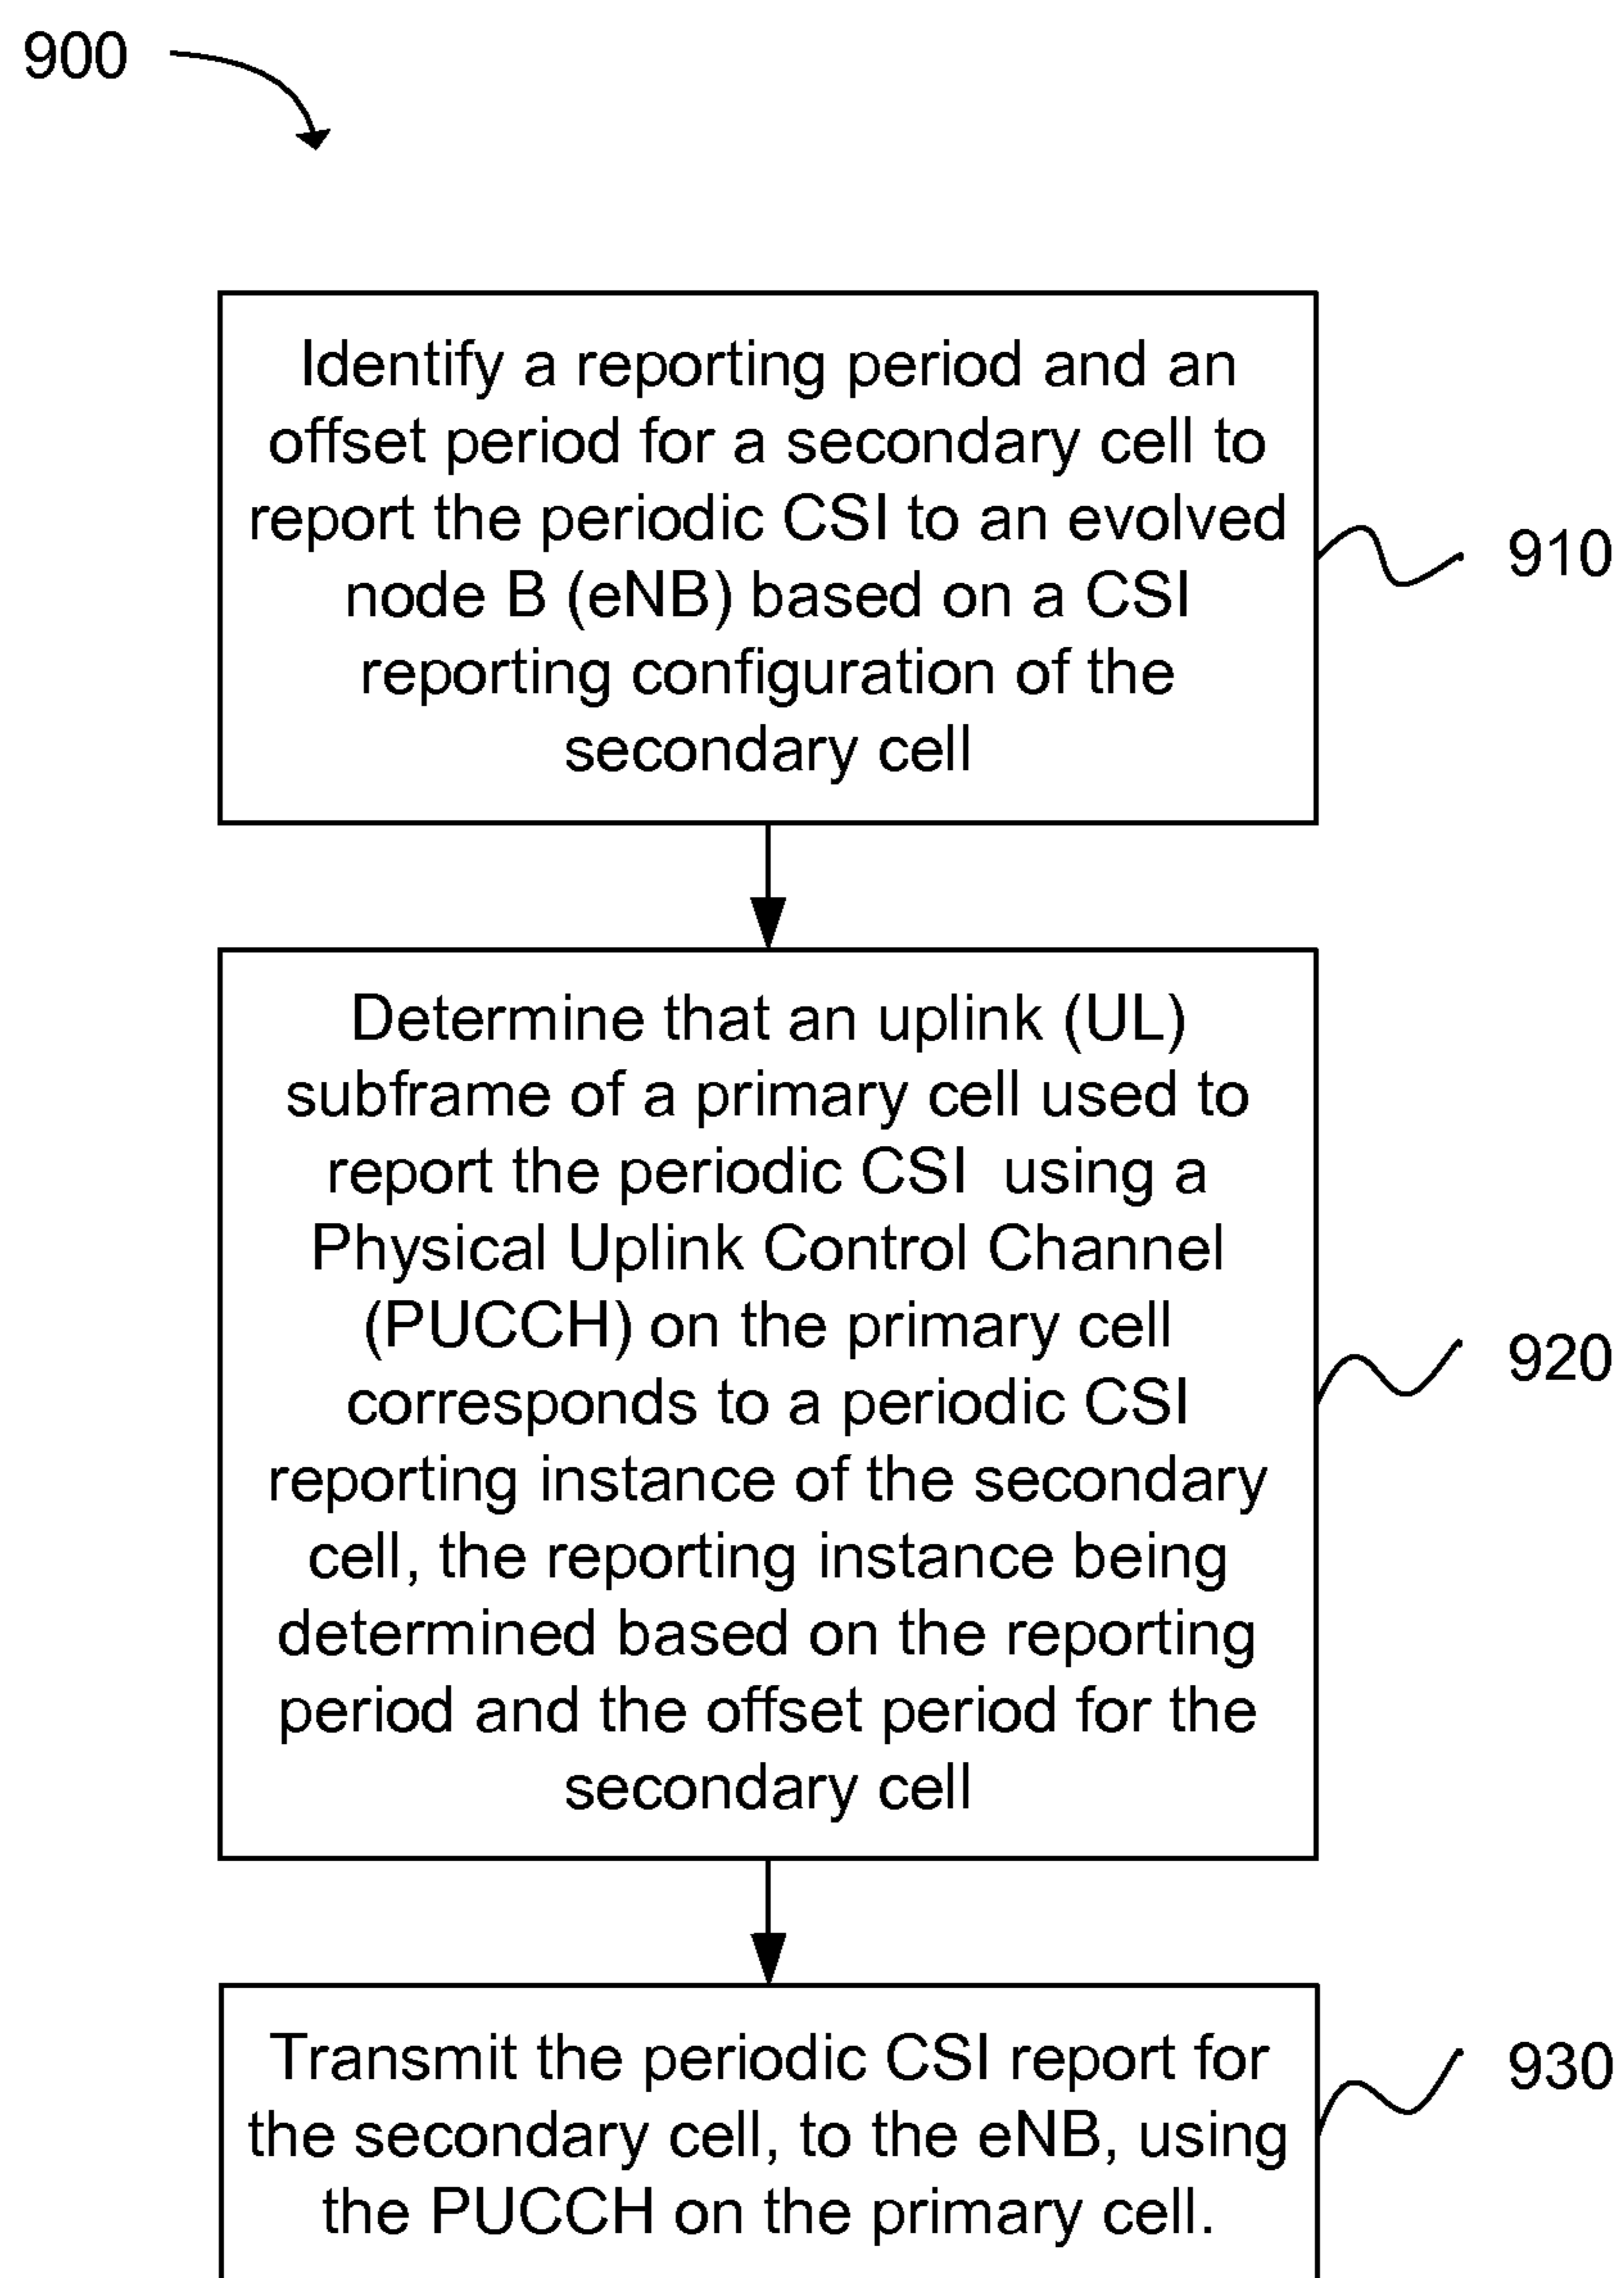 900
Identify a reporting period and an
offset period for a secondary cell to
report the periodic CSI to an evolved
node B (eNB) based on a CSI
reporting configuration of the
secondary cell
910
Determine that an uplink (UL)
subframe of a primary cell used to
report the periodic CSI  using a
Physical Uplink Control Channel
(PUCCH) on the primary cell
corresponds to a periodic CSI
reporting instance of the secondary
cell, the reporting instance being
determined based on the reporting
period and the offset period for the
secondary cell
920
Transmit the periodic CSI report for
the secondary cell, to the eNB, using
the PUCCH on the primary cell.
930